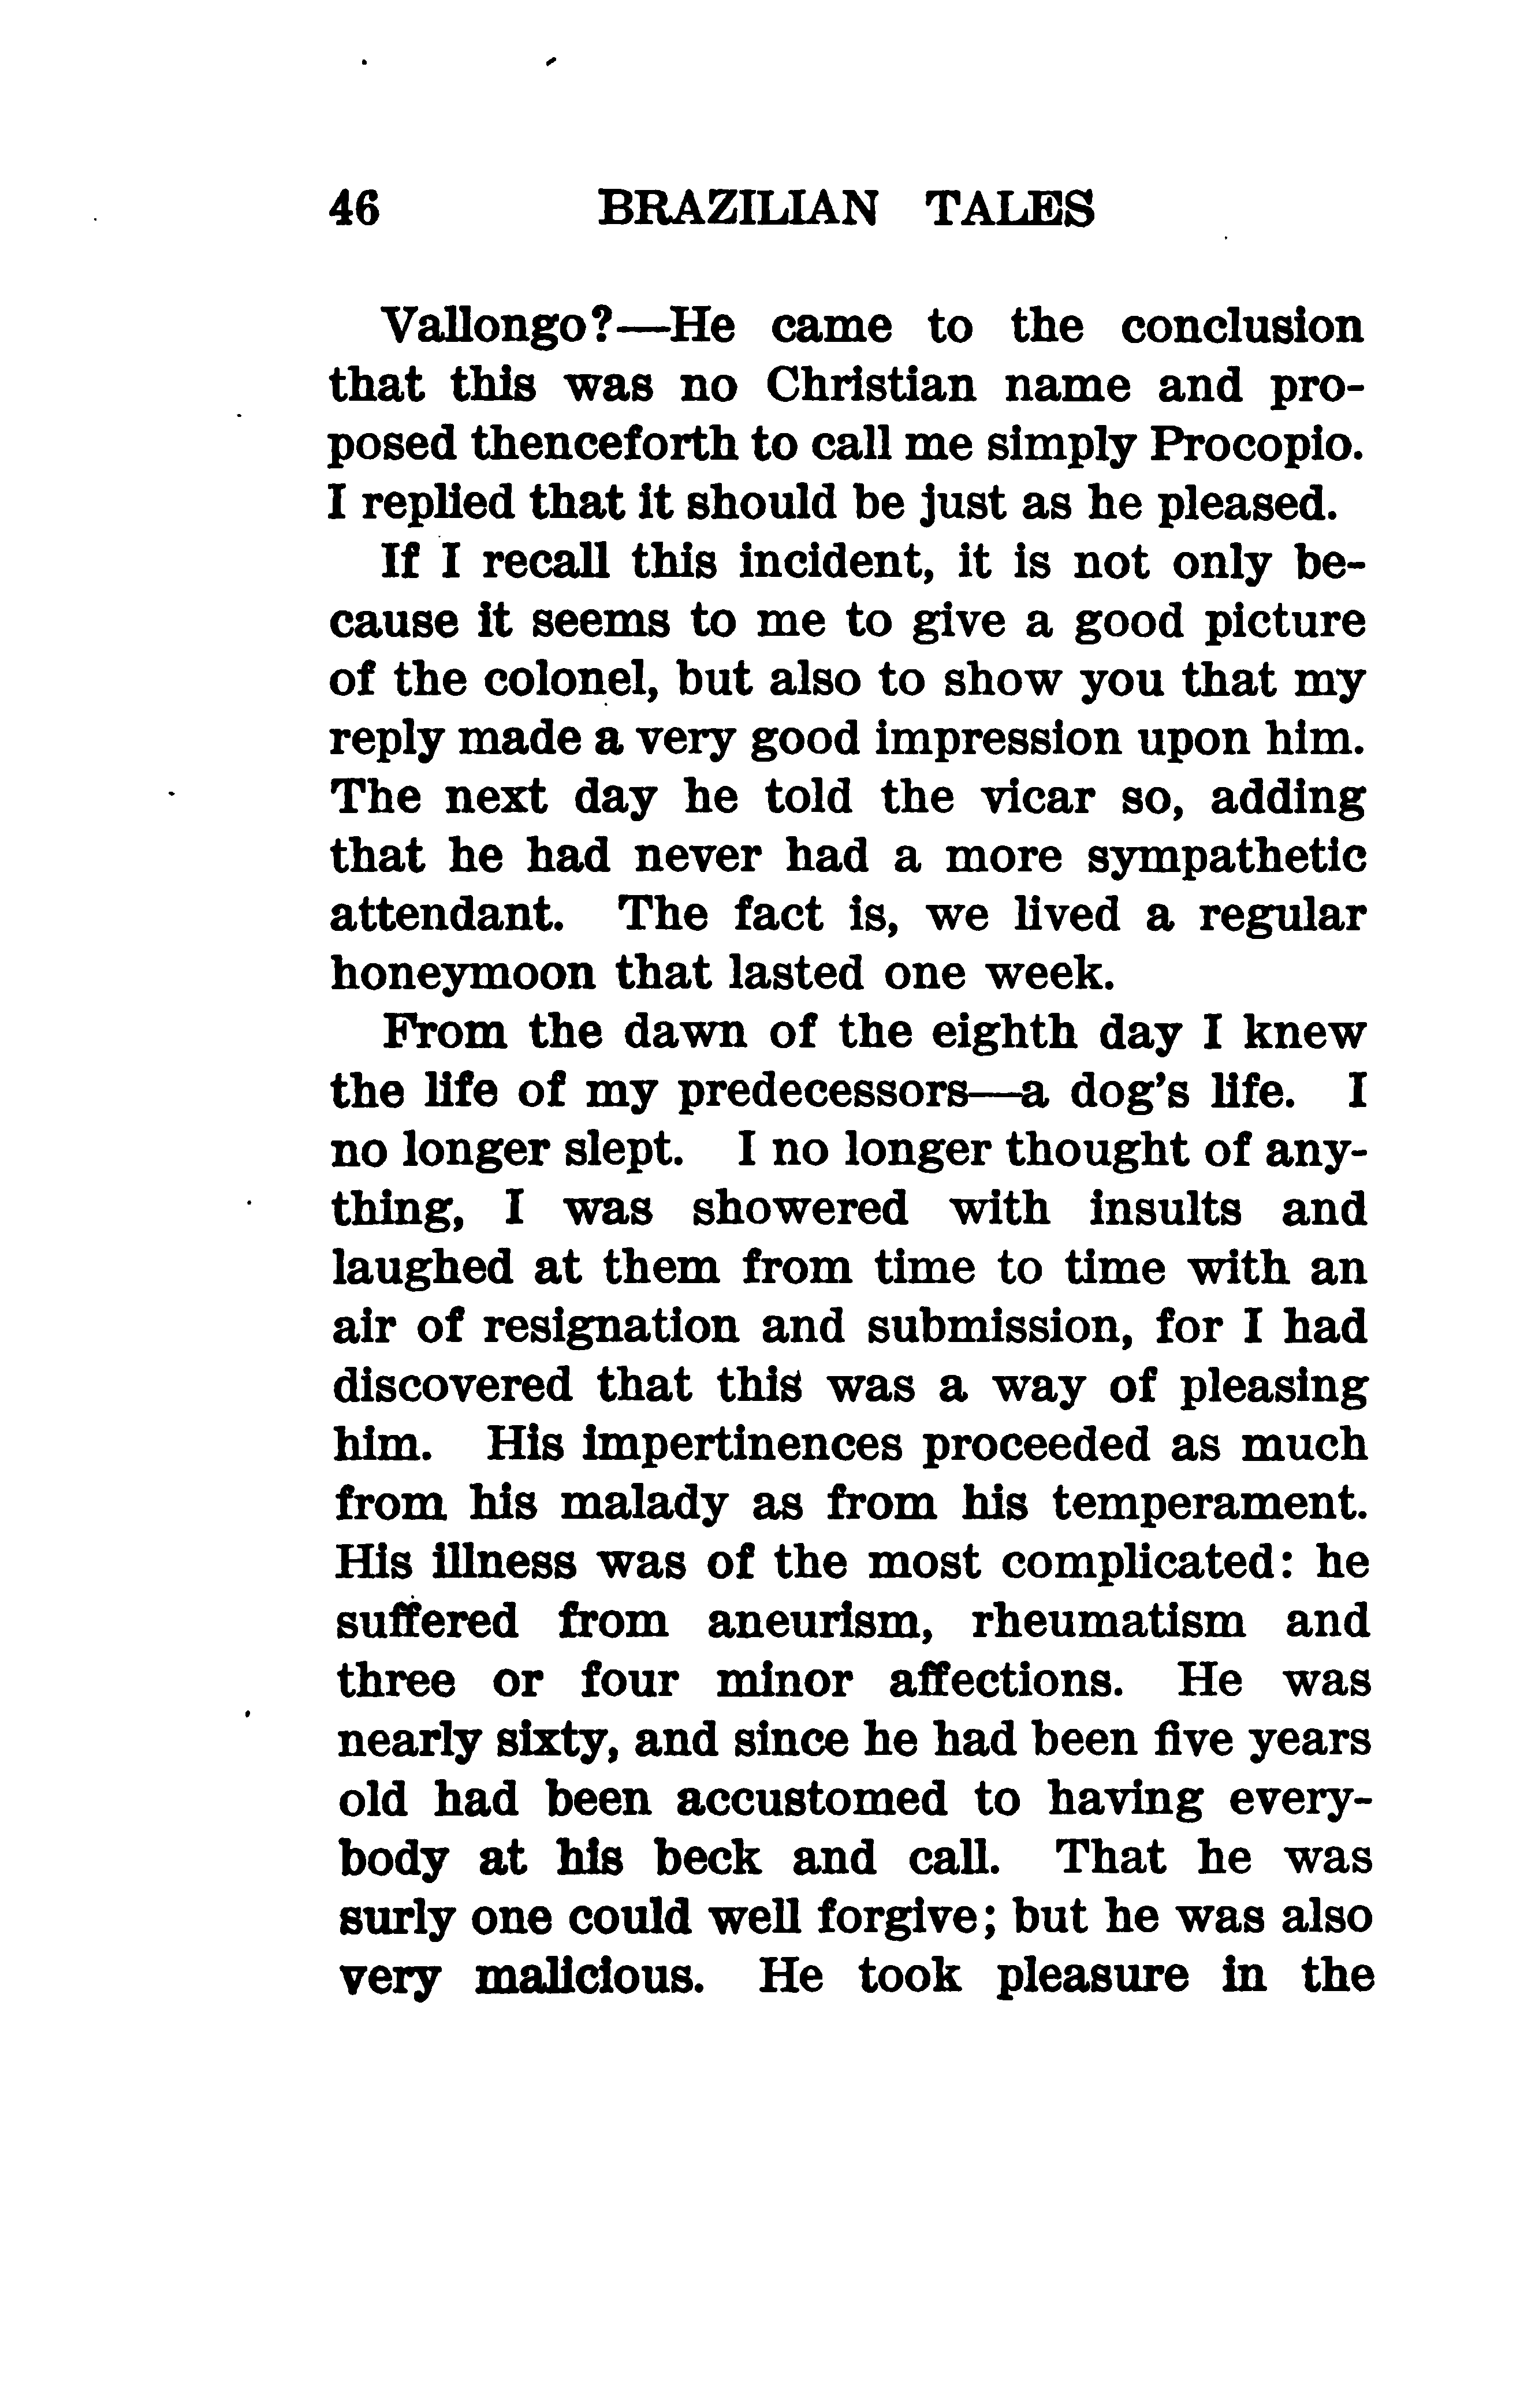 46 BRAZILIAN TALES
Vallongo?—He came to the conclusion
that this was no Christian name and pro-
posed thenceforth to call me simply Procopio.
I replied that it should be just as he pleased.
If I recall this incident, it is not only be-
cause it seems to me to give a good picture
of the colonel, but also to show you that my
reply made a very good impression upon him.
The next day he told the vicar so, adding
that he had never had a more sympathetic
attendant. The fact is, we lived a regular
honeymoon that lasted one week.
From the dawn of the eighth day I knew
the life of my predecessors—a dog's life. I
no longer slept. I no longer thought of any-
thing, I was showered with insults and
laughed at them from time to time with an
air of resignation and submission, for I had
discovered that this was a way of pleasing
him. His impertinences proceeded as much
from his malady as from his temperament.
His illness was of the most complicated: he
suffered from aneurism, rheumatism and
three or four minor affections. He was
nearly sixty, and since he had been five years
old had been accustomed to having every-
body at his beck and call. That he was
surly one could well forgive; but he was also
very malicious. He took pleasure in the